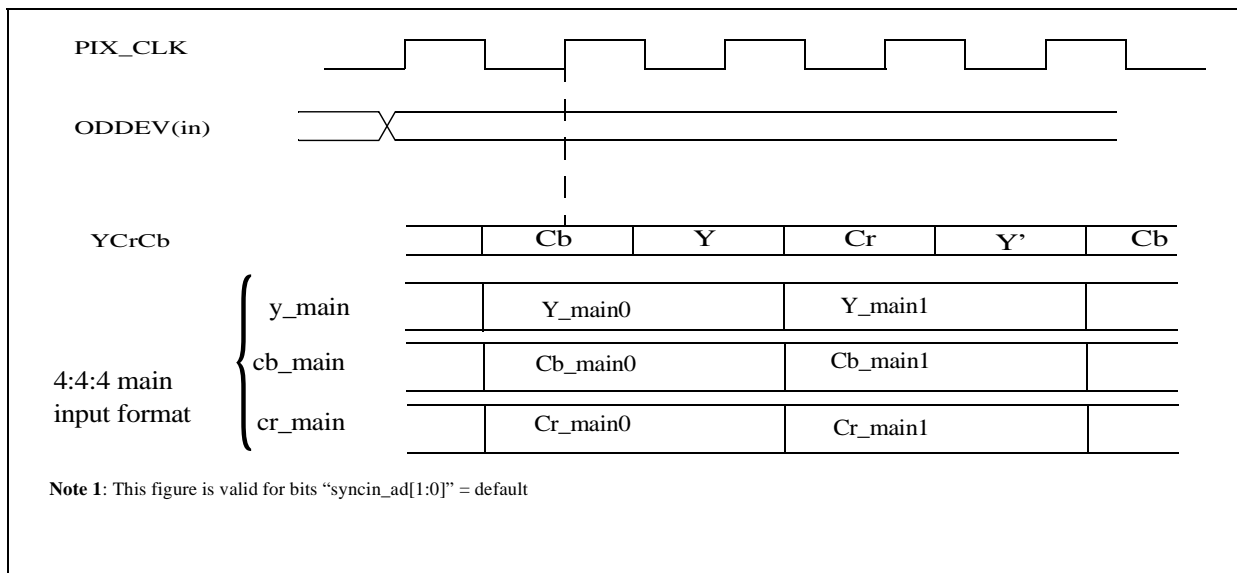 PIX_CLK
ODDEV(in)
YCrCb
Cb Y Cr Y’ Cb
y_main Y_main0 Y_main1
cb_main Cb_main0 Cb_main1
4:4:4 main
input format
cr_main Cr_main0 Cr_main1
Note 1: This figure is valid for bits “syncin_ad[1:0]” = default